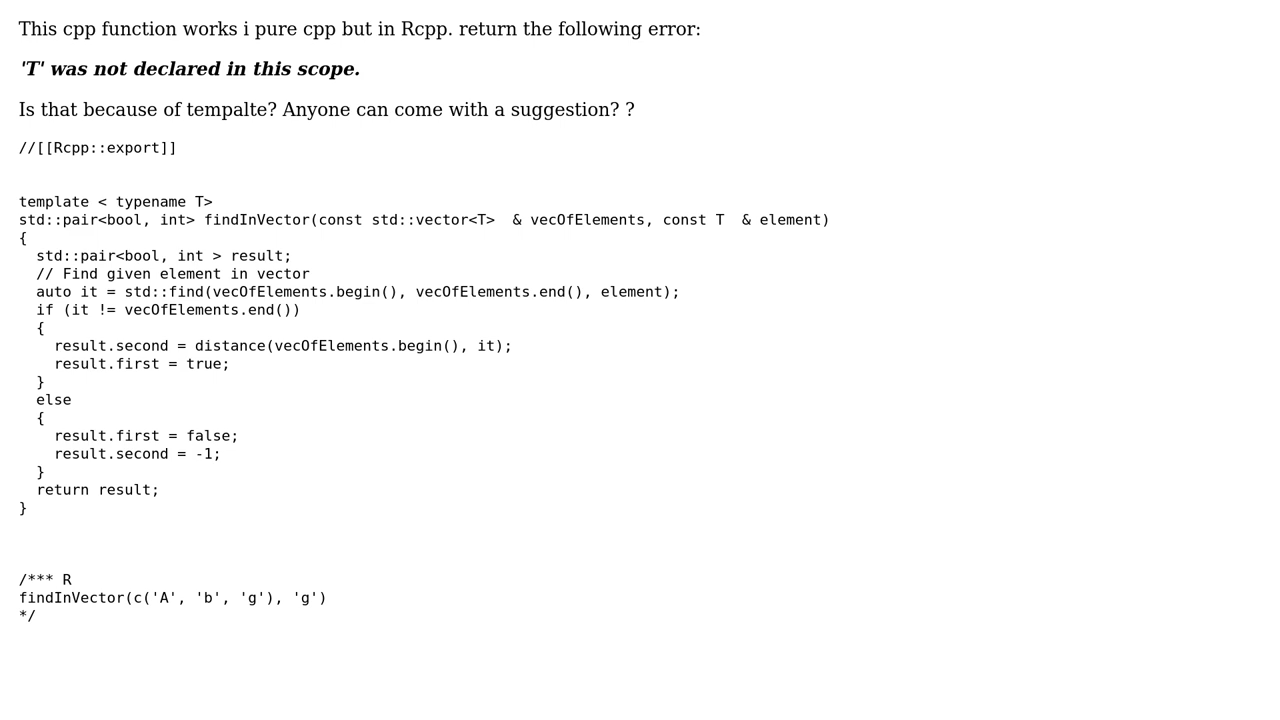 This cpp function works i pure cpp but in Rcpp. return the following error:
'T' was not declared in this scope.
Is that because of tempalte? Anyone can come with a suggestion? ?
//[[Rcpp::export]]
template < typename T>
std::pair<bool, int> findInVector(const std::vector<T>  & vecOfElements, const T  & element)
{
  std::pair<bool, int > result;
  // Find given element in vector
  auto it = std::find(vecOfElements.begin(), vecOfElements.end(), element);
  if (it != vecOfElements.end())
  {
    result.second = distance(vecOfElements.begin(), it);
    result.first = true;
  }
  else
  {
    result.first = false;
    result.second = -1;
  }
  return result;
}
/*** R
findInVector(c('A', 'b', 'g'), 'g')
*/